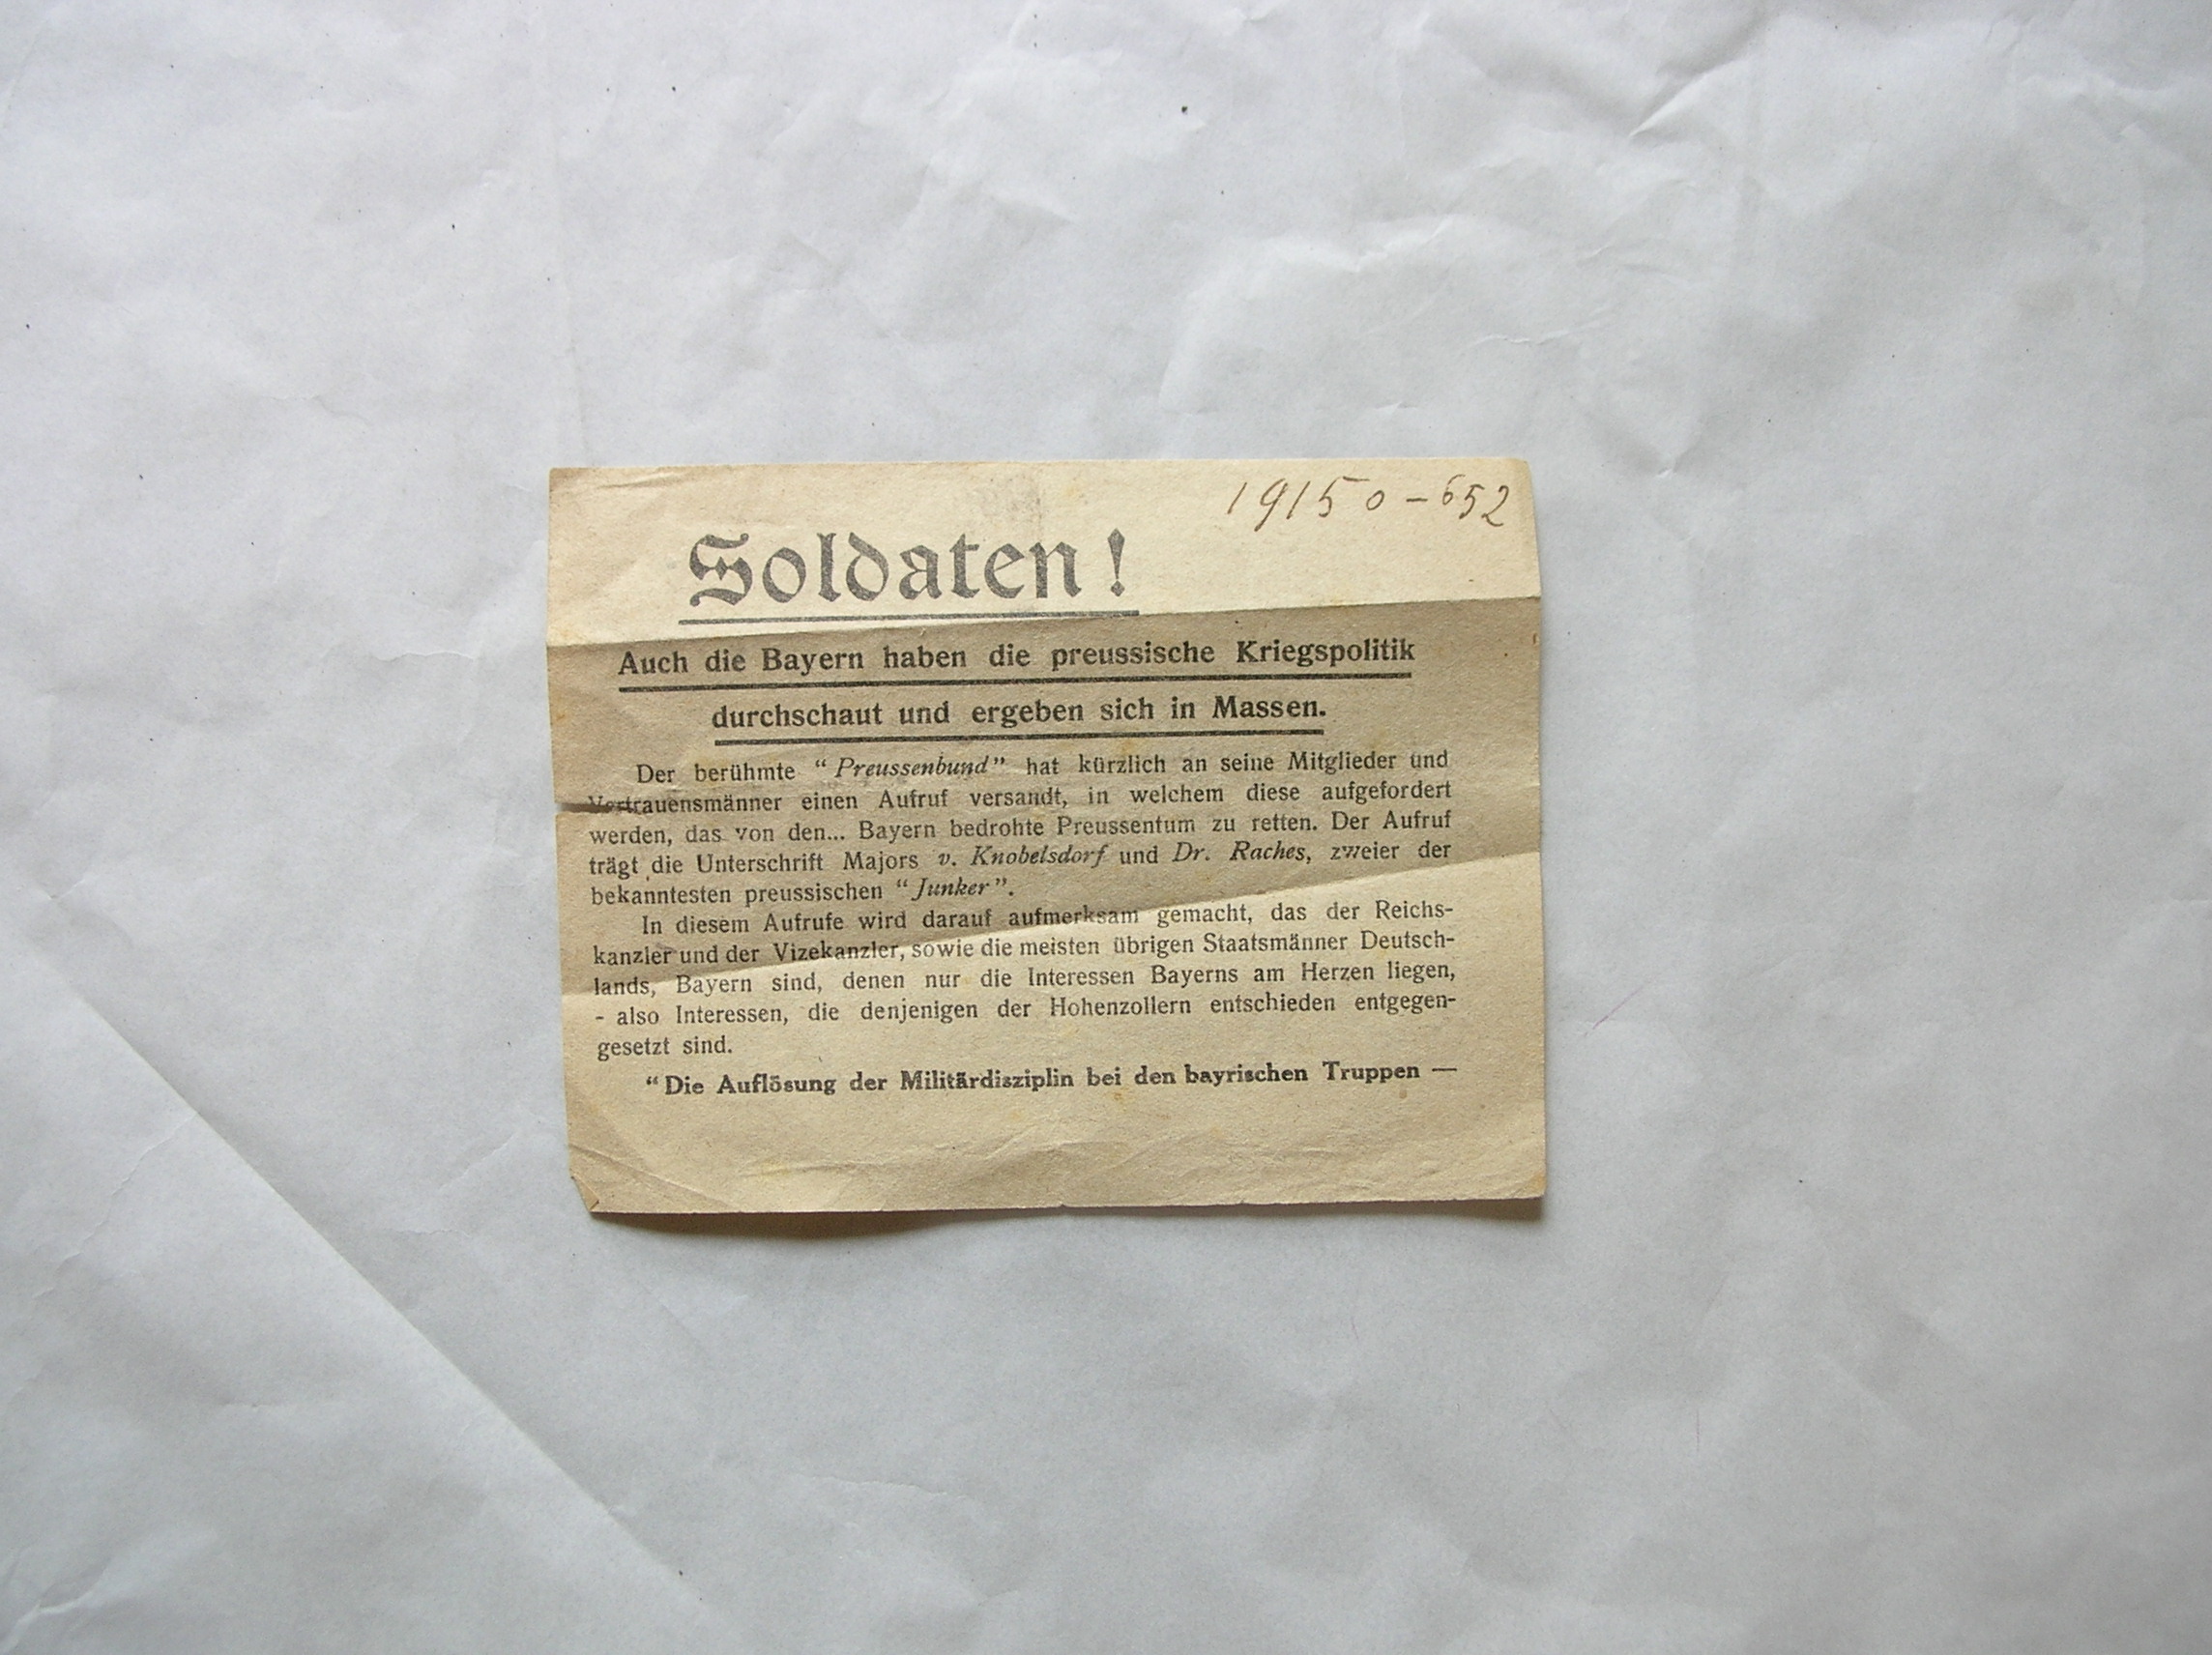 19150-652
Soldaten!
Auch die Bayern haben die preussische Kriegspolitik
durchschaut und ergeben sich in Massen.
Der berühmte “Preussenbund” hat kürzlich an seine Mitglieder und
Vertrauensmänner einen Aufruf versandt, in welchem diese aufgefordert
werden, das von den... Bayern bedrohte Preussentum zu retten. Der Aufruf
trägt die Unterschrift Majors v. Knobelsdorf und Dr. Raches, zweier der
bekanntesten preussischen “Junker”.
In diesem Aufrufe wird darauf aufmerksam gemacht, das der Reichs-
kanzler und der Vizekanzler, sowie die meisten übrigen Staatsmänner Deutsch-
lands, Bayern sind, denen nur die Interessen Bayerns am Herzen liegen,
- also Interessen, die denjenigen der Hohenzollern entschieden entgegen-
gesetzt sind.
“Die Auflösung der Militärdisziplin bei den bayrischen Truppen —